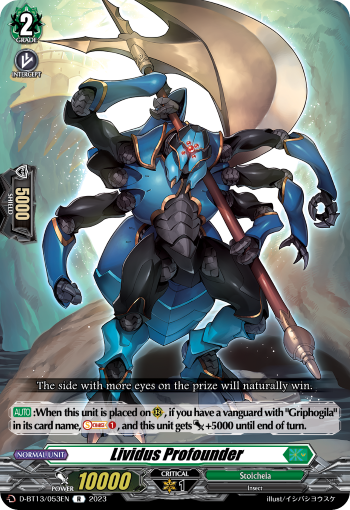 2
GRADE
INTERCEPT
5000
SHIELD
The side with more eyes on the prize will naturally win.
AUTO :When this unit is placed on , if you have a vanguard with "Griphogila"
in its card name, 1, and this unit gets +5000 until end of turn.
NORMAL UNIT
Lividus Profounder
POWER 10000
CRITICAL
1
Stoicheia
Insect
D-BT13/053EN R 2023
illust/イシバシヨウスケ